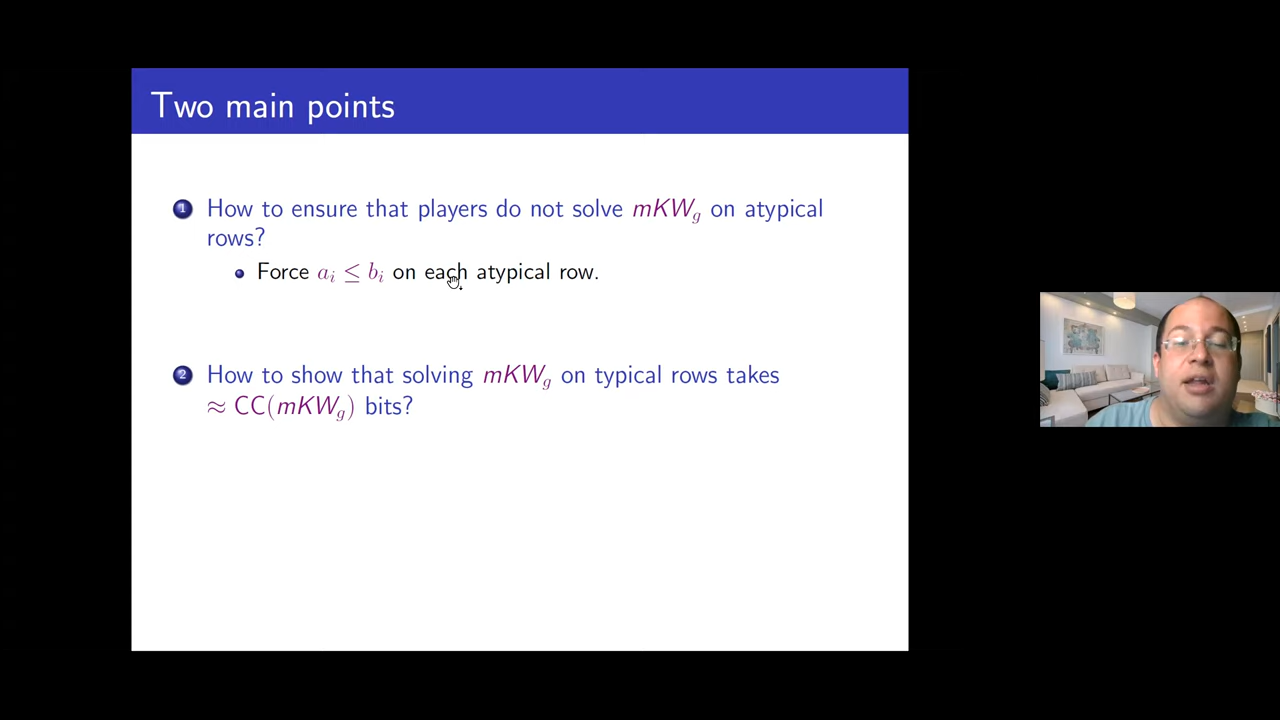 Two main points
1 How to ensure that players do not solve mKW_g on atypical
rows?
• Force a_i ≤ b_i on each atypical row.
2 How to show that solving mKW_g on typical rows takes
≈ CC(mKW_g) bits?